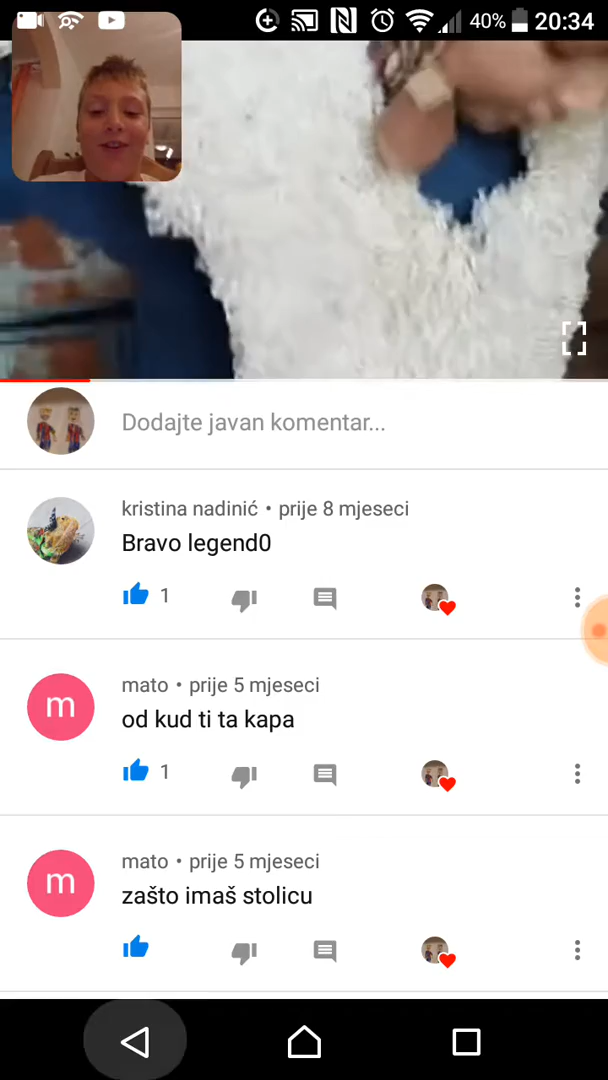 40% 20:34
Dodajte javan komentar...
kristina nadinić • prije 8 mjeseci
Bravo legend0
1
mato • prije 5 mjeseci
m
od kud ti ta kapa
1
mato • prije 5 mjeseci
m
zašto imaš stolicu